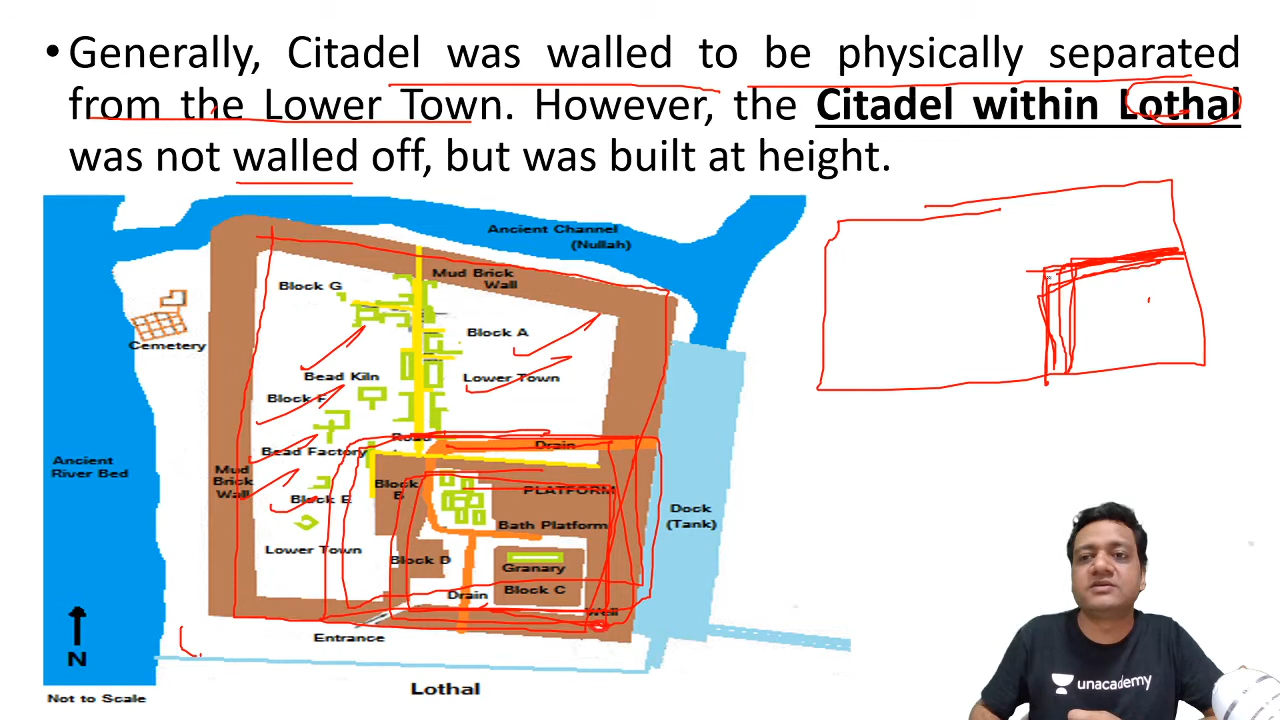 • Generally, Citadel was walled to be physically separated
from the Lower Town. However, the Citadel within Lothal
was not walled off, but was built at height.
Ancient Channel
(Nullah)
Mud Brick
Wall
Block G
Block A
Cemetery
Bead Kiln
Lower Town
Block F
Road
Drain
Bead Factory
Ancient
River Bed
Mud
Brick
Wall
Block E
Block
B
PLATFORM
Bath Platform
Dock
(Tank)
Lower Town
Block D
Granary
Block C
Drain
Well
Entrance
N
Not to Scale
Lothal
unacademy